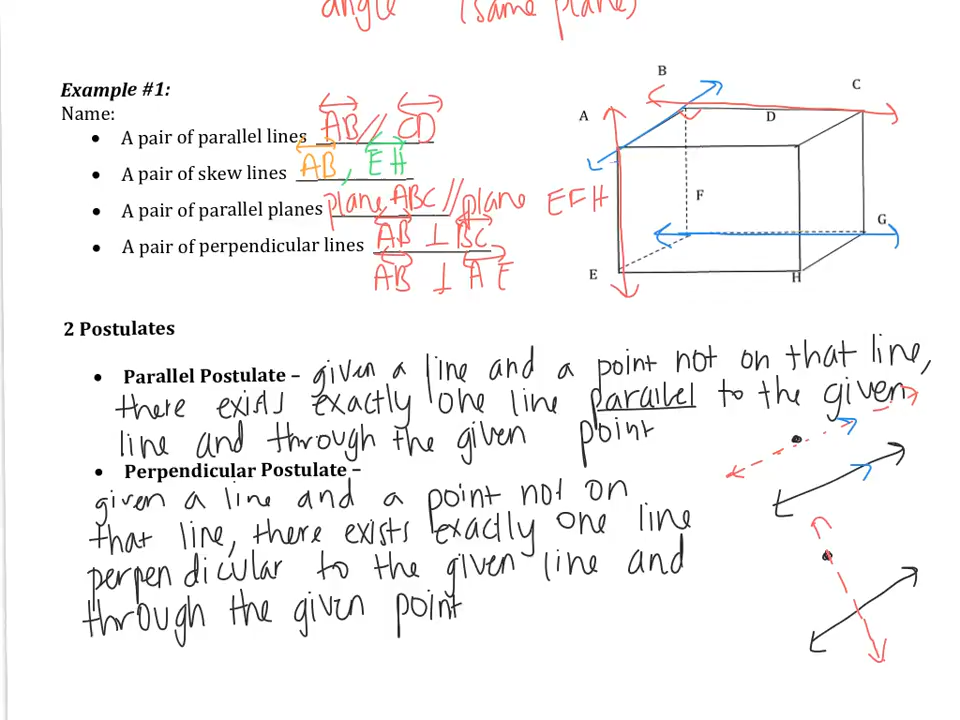 angle (same plane)
Example #1:
Name:
• A pair of parallel lines AB // CD
• A pair of skew lines AB, EH
• A pair of parallel planes plane ABC // plane EFH
• A pair of perpendicular lines AB ⊥ BC
AB ⊥ AE
B
C
A
D
F
G
E
H
2 Postulates
• Parallel Postulate – given a line and a point not on that line,
there exists exactly one line parallel to the given
line and through the given point
• Perpendicular Postulate –
given a line and a point not on
that line, there exists exactly one line
perpendicular to the given line and
through the given point